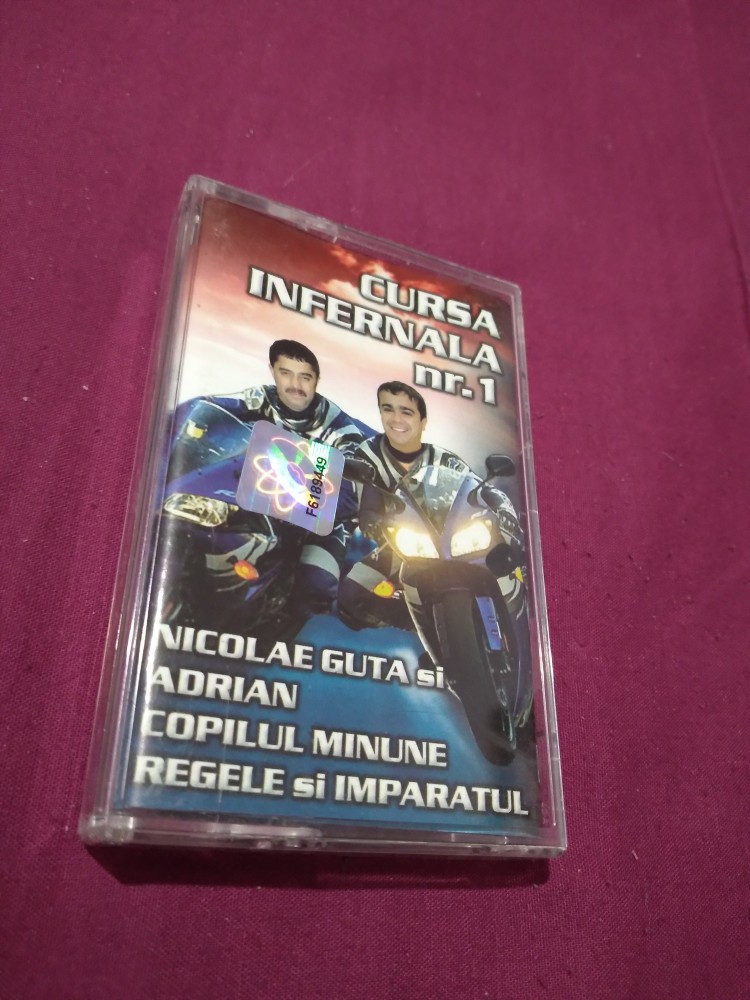 CURSA
INFERNALA
nr.1
F6189449
NICOLAE GUTA si
ADRIAN
COPILUL MINUNE
REGELE si IMPARATUL